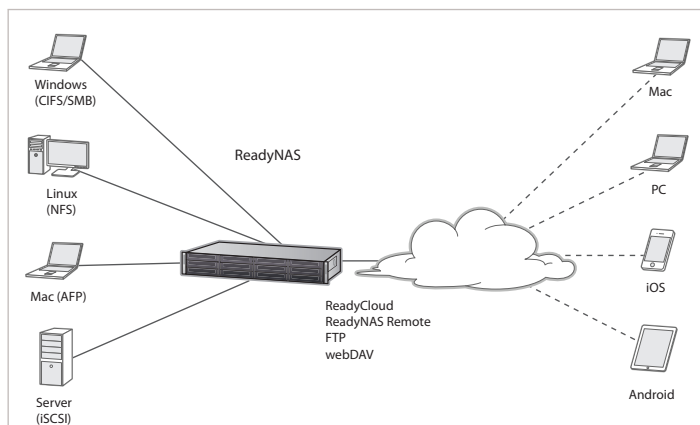 Windows
(CIFS/SMB)
Linux
(NFS)
Mac (AFP)
Server
(iSCSI)
ReadyNAS
ReadyCloud
ReadyNAS Remote
FTP
webDAV
Mac
PC
iOS
Android